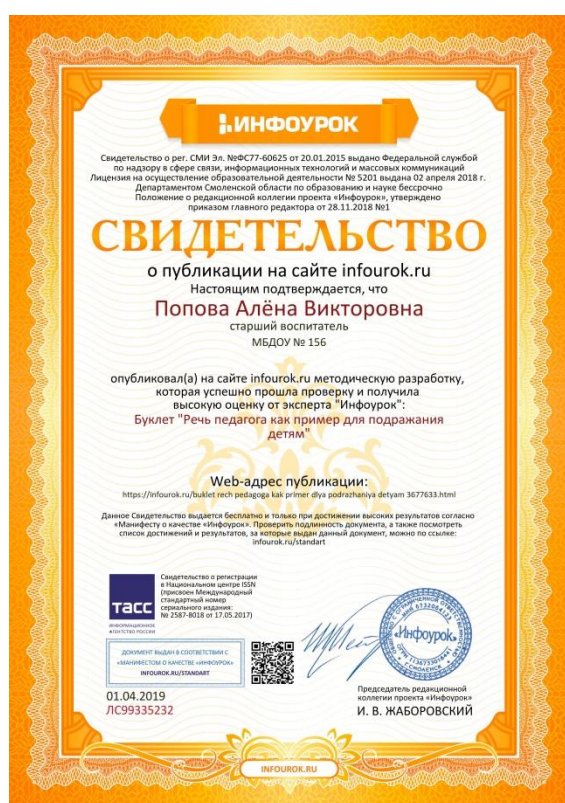 ИНФОУРОК
Свидетельство о рег. СМИ Эл. №ФС77-60625 от 20.01.2015 выдано Федеральной службой
по надзору в сфере связи, информационных технологий и массовых коммуникаций
Лицензия на осуществление образовательной деятельности № 5201 выдана 02 апреля 2018 г.
Департаментом Смоленской области по образованию и науке бессрочно
Положение о редакционной коллегии проекта «Инфоурок», утверждено
приказом главного редактора от 28.11.2018 №1
СВИДЕТЕЛЬСТВО
о публикации на сайте infourok.ru
Настоящим подтверждается, что
Попова Алёна Викторовна
старший воспитатель
МБДОУ № 156
опубликовал(а) на сайте infourok.ru методическую разработку,
которая успешно прошла проверку и получила
высокую оценку от эксперта "Инфоурок":
Буклет "Речь педагога как пример для подражания
детям"
Web-адрес публикации:
https://infourok.ru/buklet rech pedagoga kak primer dlya podrazhaniya detyam 3677633.html
Данное Свидетельство выдается бесплатно и только при достижении высоких результатов согласно
«Манифесту о качестве «Инфоурок». Проверить подлинность документа, а также посмотреть
список достижений и результатов, за которые выдан данный документ, можно по ссылке:
infourok.ru/standart
Свидетельство о регистрации
в Национальном центре ISSN
(присвоен Международный
стандартный номер
сериального издания:
№ 2587-8018 от 17.05.2017)
ТАСС
ИНФОРМАЦИОННОЕ
АГЕНТСТВО РОССИИ
ДОКУМЕНТ ВЫДАН В СООТВЕТСТВИИ С
«МАНИФЕСТОМ О КАЧЕСТВЕ «ИНФОУРОК»
INFOUROK.RU/STANDART
«Инфоурок»
01.04.2019
ЛС99335232
Председатель редакционной
коллегии проекта «Инфоурок»
И. В. ЖАБОРОВСКИЙ
INFOUROK.RU